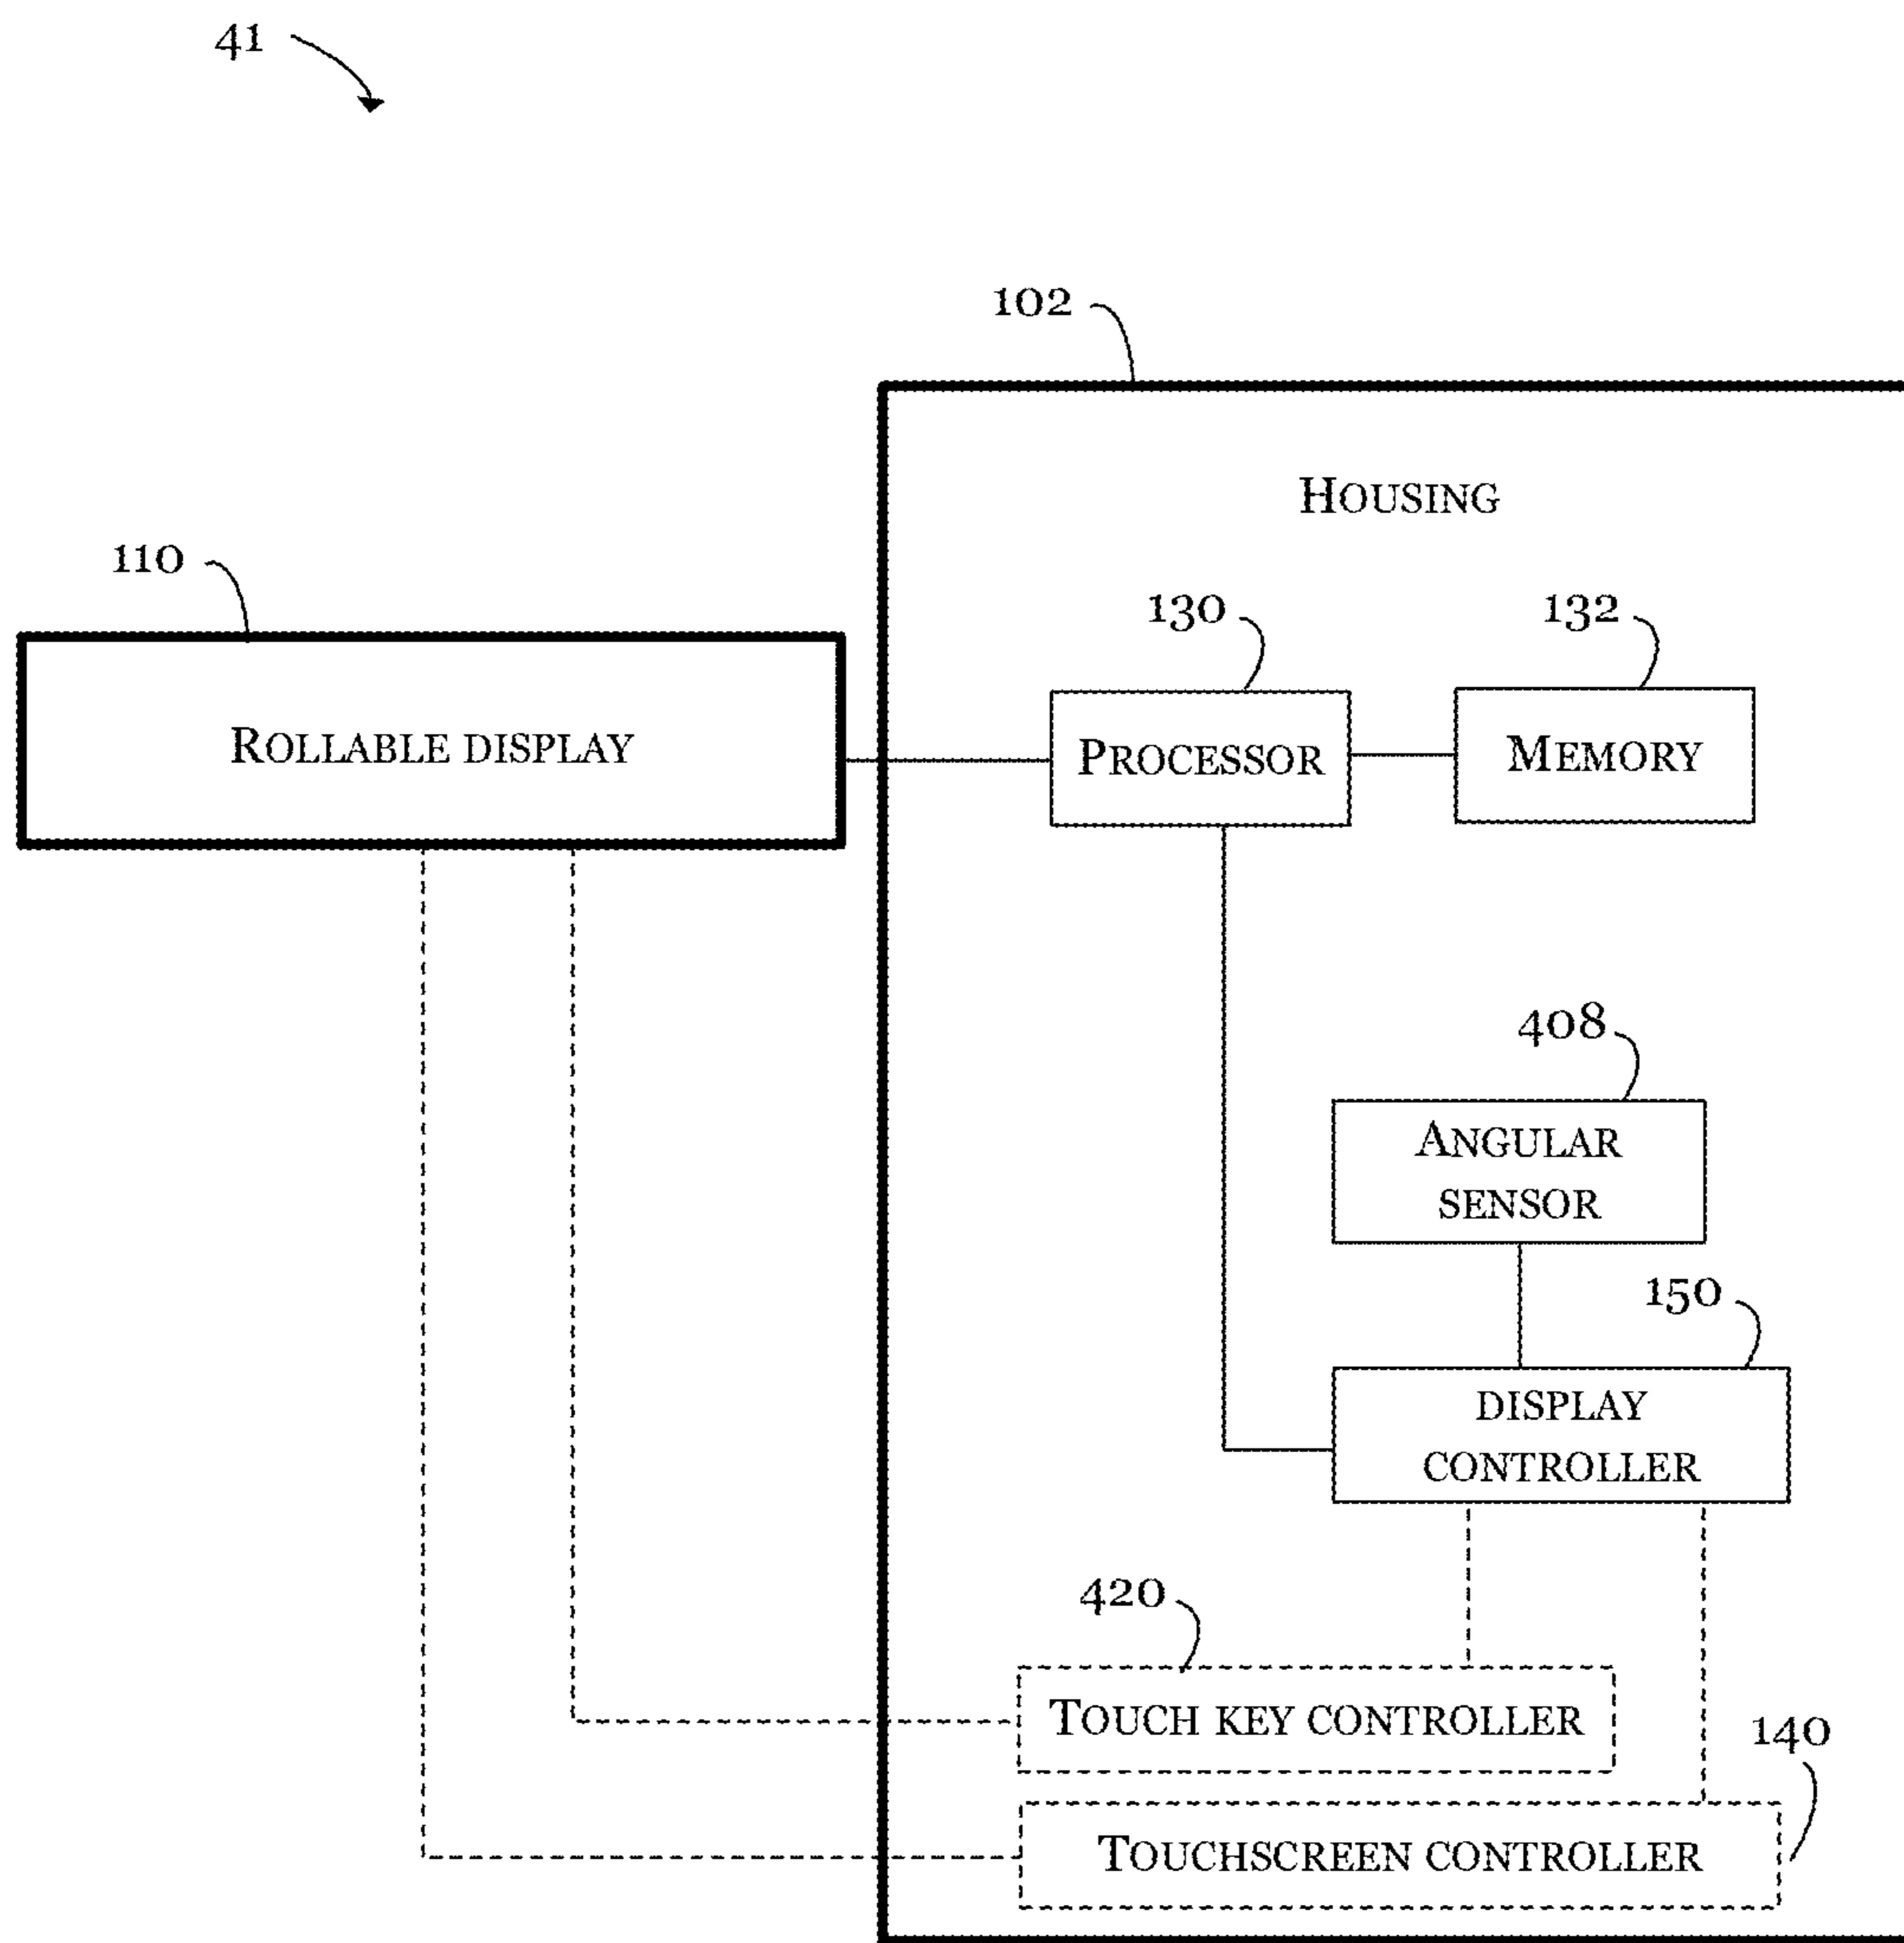 41
102
HOUSING
110
130
132
ROLLABLE DISPLAY
PROCESSOR
MEMORY
408
ANGULAR
SENSOR
150
DISPLAY
CONTROLLER
420
TOUCH KEY CONTROLLER
140
TOUCHSCREEN CONTROLLER